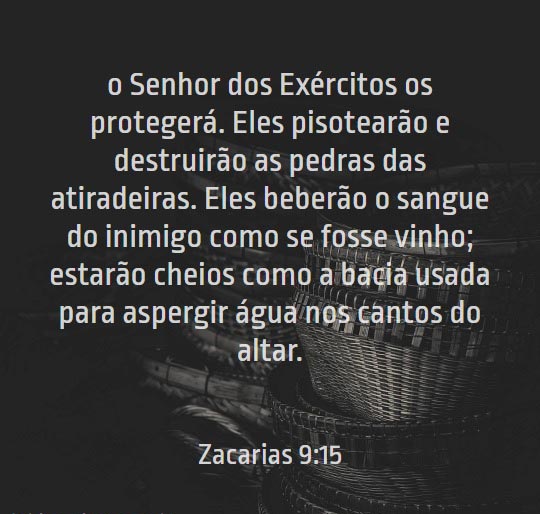 o Senhor dos Exércitos os
protegerá. Eles pisotearão e
destruirão as pedras das
atiradeiras. Eles beberão o sangue
do inimigo como se fosse vinho;
estarão cheios como a bacia usada
para aspergir água nos cantos do
altar.
Zacarias 9:15